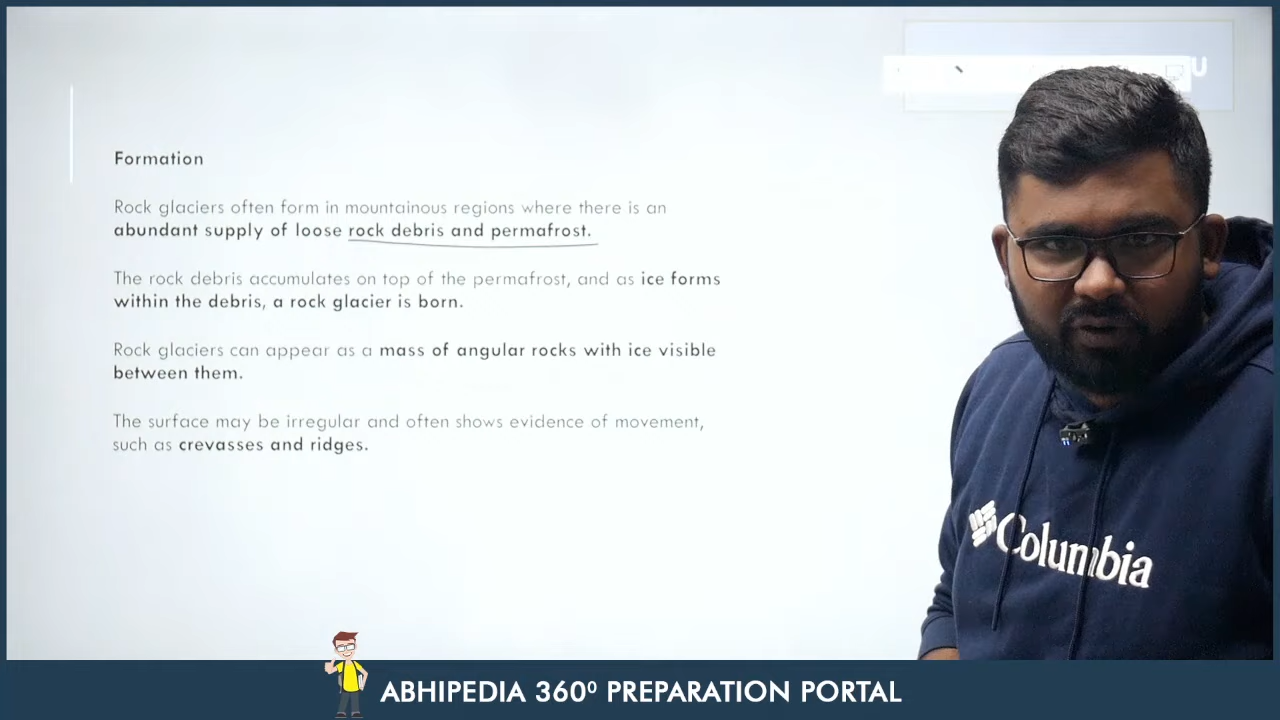 U
Formation
Rock glaciers often form in mountainous regions where there is an
abundant supply of loose rock debris and permafrost.
The rock debris accumulates on top of the permafrost, and as ice forms
within the debris, a rock glacier is born.
Rock glaciers can appear as a mass of angular rocks with ice visible
between them.
The surface may be irregular and often shows evidence of movement,
such as crevasses and ridges.
Columbia
ABHIPEDIA 360⁰ PREPARATION PORTAL